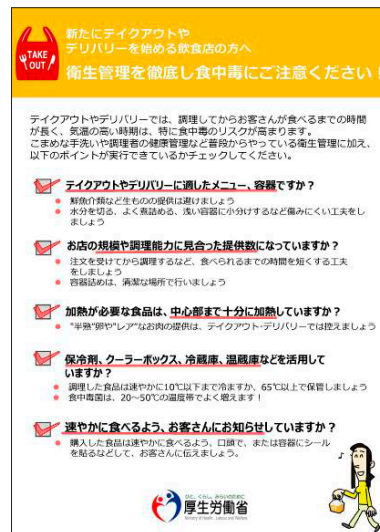 TAKE
OUT
新たにテイクアウトや
デリバリーを始める飲食店の方へ
衛生管理を徹底し食中毒にご注意ください!
テイクアウトやデリバリーでは、調理してからお客さんが食べるまでの時間
が長く、気温の高い時期は、特に食中毒のリスクが高まります。
こまめな手洗いや調理者の健康管理など普段からやっている衛生管理に加え、
以下のポイントが実行できているかチェックしてください。
テイクアウトやデリバリーに適したメニュー、容器ですか?
鮮魚介類など生ものの提供は避けましょう
水分を切る、よく煮詰める、浅い容器に小分けするなど傷みにくい工夫をし
ましょう
お店の規模や調理能力に見合った提供数になっていますか?
注文を受けてから調理するなど、食べられるまでの時間を短くする工夫
をしましょう
容器詰めは、清潔な場所で行いましょう
加熱が必要な食品は、中心部まで十分に加熱していますか?
"半熟"卵や"レア"なお肉の提供は、テイクアウト・デリバリーでは控えましょう
保冷剤、クーラーボックス、冷蔵庫、温蔵庫などを活用して
いますか?
調理した食品は速やかに10℃以下まで冷ますか、65℃以上で保管しましょう
食中毒菌は、20~50℃の温度帯でよく増えます!
速やかに食べるよう、お客さんにお知らせしていますか?
購入した食品は速やかに食べるよう、口頭で、または容器にシール
を貼るなどして、お客さんに伝えましょう。
ひと、くらし、みらいのために
厚生労働省
Ministry of Health, Labour and Welfare